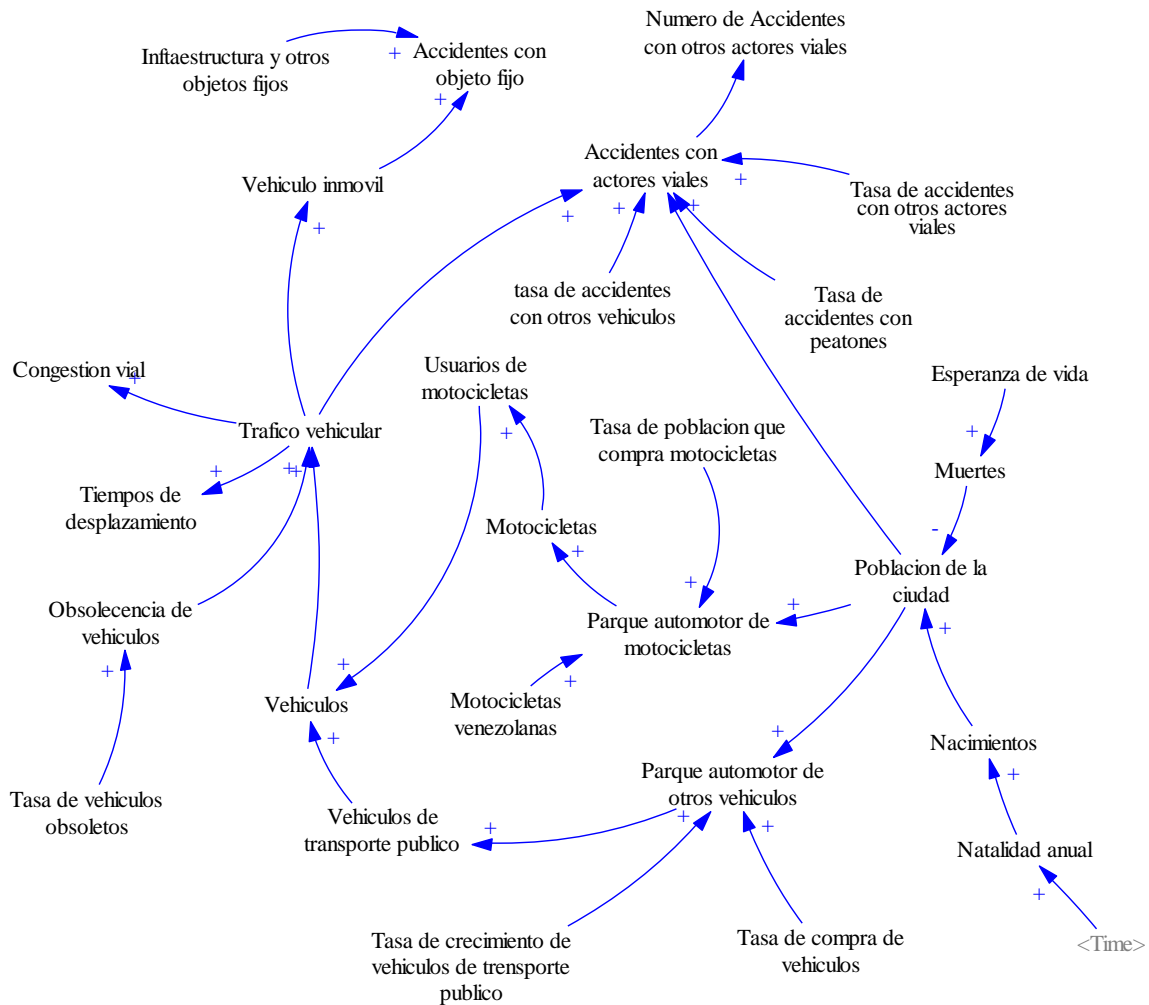 Numero de Accidentes
con otros actores viales
Inftaestructura y otros
objetos fijos
+
Accidentes con
objeto fijo
+
Accidentes con
actores viales
+
Vehiculo inmovil
+
Tasa de accidentes
con otros actores
viales
+
+
+
tasa de accidentes
con otros vehiculos
Tasa de
accidentes con
peatones
Congestion vial
+
Usuarios de
motocicletas
+
Esperanza de vida
+
Trafico vehicular
+
+
+
Tasa de poblacion que
compra motocicletas
Muertes
-
Tiempos de
desplazamiento
Motocicletas
+
Poblacion de la
ciudad
+
Obsolecencia de
vehiculos
+
+
+
Parque automotor de
motocicletas
+
+
Vehiculos
+
Motocicletas
venezolanas
Nacimientos
+
+
Parque automotor de
otros vehiculos
+
+
Tasa de vehiculos
obsoletos
Vehiculos de
transporte publico
+
Natalidad anual
+
Tasa de crecimiento de
vehiculos de trensporte
publico
Tasa de compra de
vehiculos
<Time>